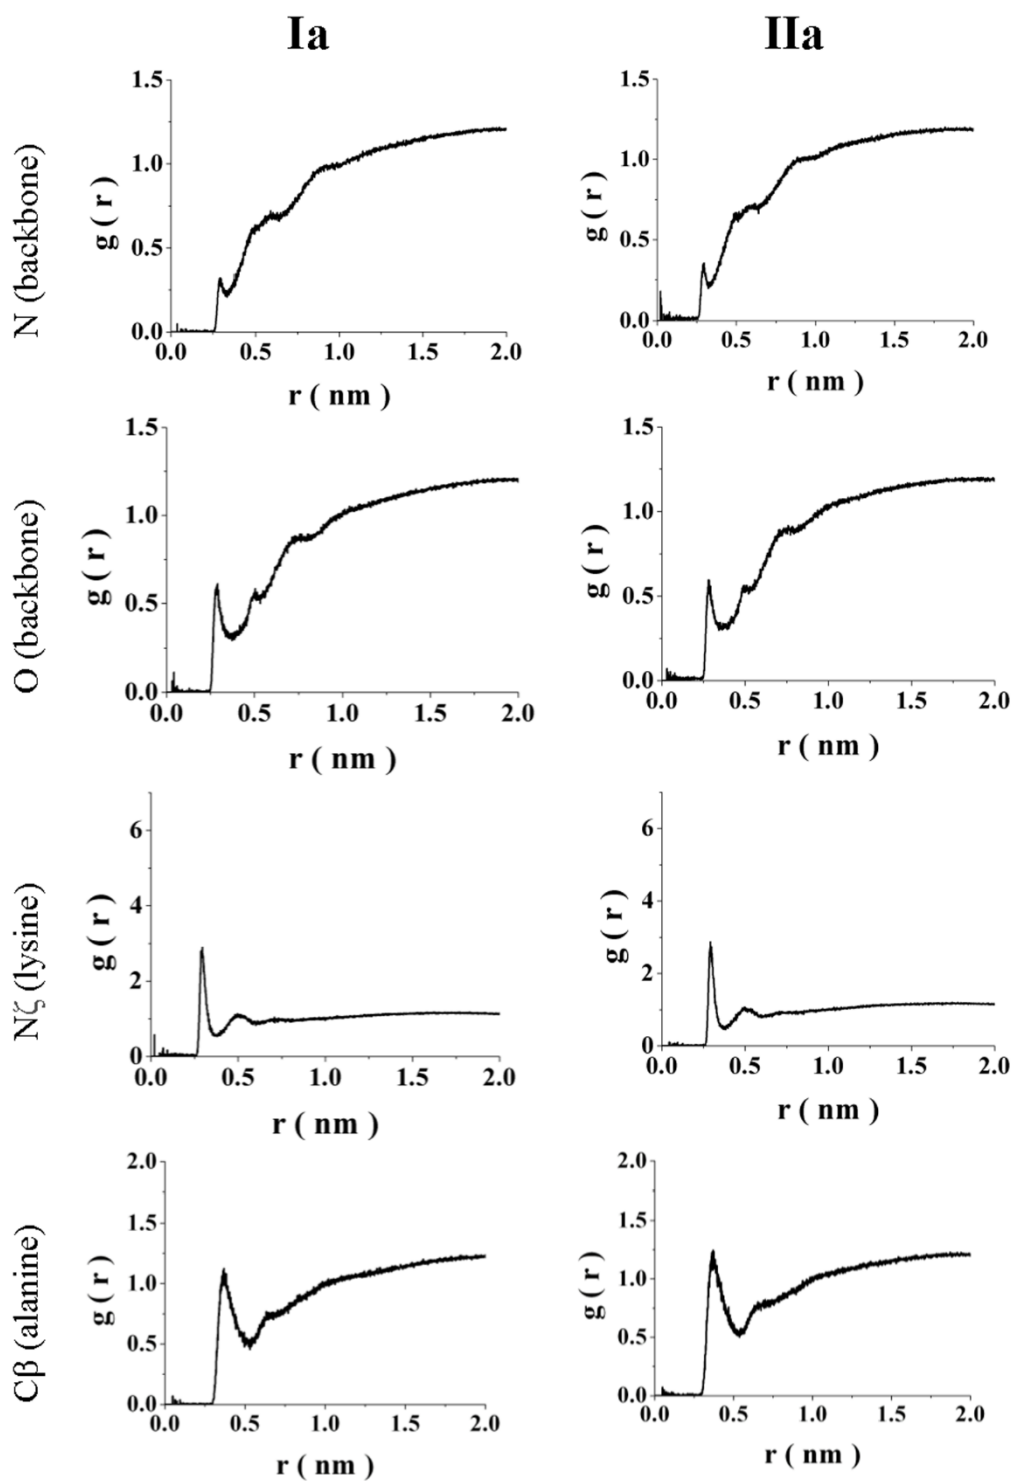 Ia IIa
N (backbone)
1.5 1.5
1.0 1.0
g ( r ) g ( r )
0.5 0.5
0.0 0.0
0.0 0.5 1.0 1.5 2.0 0.0 0.5 1.0 1.5 2.0
r ( nm ) r ( nm )
O (backbone)
1.5 1.5
1.0 1.0
g ( r ) g ( r )
0.5 0.5
0.0 0.0
0.0 0.5 1.0 1.5 2.0 0.0 0.5 1.0 1.5 2.0
r ( nm ) r ( nm )
Nζ (lysine)
6 6
4 4
g ( r ) g ( r )
2 2
0 0
0.0 0.5 1.0 1.5 2.0 0.0 0.5 1.0 1.5 2.0
r ( nm ) r ( nm )
Cβ (alanine)
2.0 2.0
1.5 1.5
1.0 1.0
g ( r ) g ( r )
0.5 0.5
0.0 0.0
0.0 0.5 1.0 1.5 2.0 0.0 0.5 1.0 1.5 2.0
r ( nm ) r ( nm )